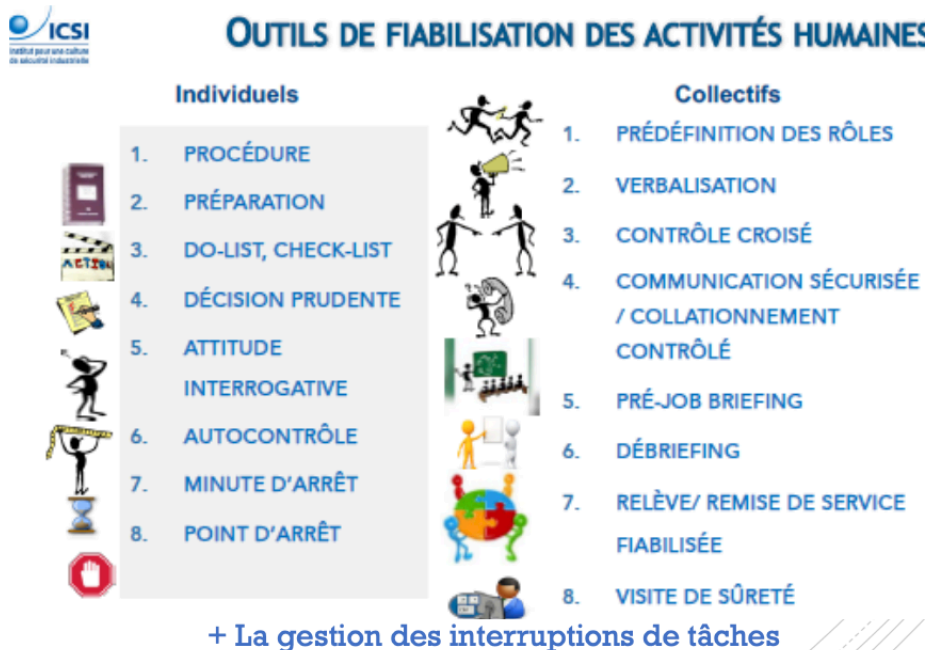 ICSI
Institut pour une culture
de sécurité industrielle
OUTILS DE FIABILISATION DES ACTIVITÉS HUMAINES
Individuels
1. PROCÉDURE
2. PRÉPARATION
3. DO-LIST, CHECK-LIST
4. DÉCISION PRUDENTE
5. ATTITUDE
INTERROGATIVE
6. AUTOCONTRÔLE
7. MINUTE D'ARRÊT
8. POINT D'ARRÊT
ACTION
Collectifs
1. PRÉDÉFINITION DES RÔLES
2. VERBALISATION
3. CONTRÔLE CROISÉ
4. COMMUNICATION SÉCURISÉE
/ COLLATIONNEMENT
CONTRÔLÉ
5. PRÉ-JOB BRIEFING
6. DÉBRIEFING
7. RELÈVE/ REMISE DE SERVICE
FIABILISÉE
8. VISITE DE SÛRETÉ
+ La gestion des interruptions de tâches